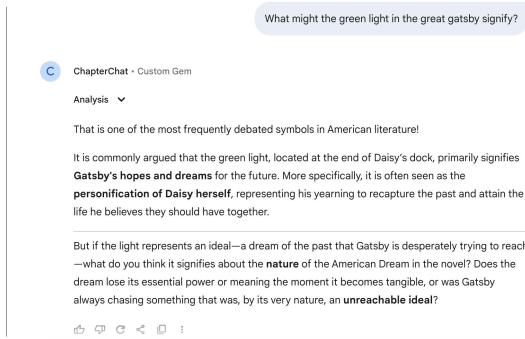 What might the green light in the great gatsby signify?
C
ChapterChat • Custom Gem
Analysis
That is one of the most frequently debated symbols in American literature!
It is commonly argued that the green light, located at the end of Daisy's dock, primarily signifies
Gatsby's hopes and dreams for the future. More specifically, it is often seen as the
personification of Daisy herself, representing his yearning to recapture the past and attain the
life he believes they should have together.
But if the light represents an ideal—a dream of the past that Gatsby is desperately trying to reach
—what do you think it signifies about the nature of the American Dream in the novel? Does the
dream lose its essential power or meaning the moment it becomes tangible, or was Gatsby
always chasing something that was, by its very nature, an unreachable ideal?